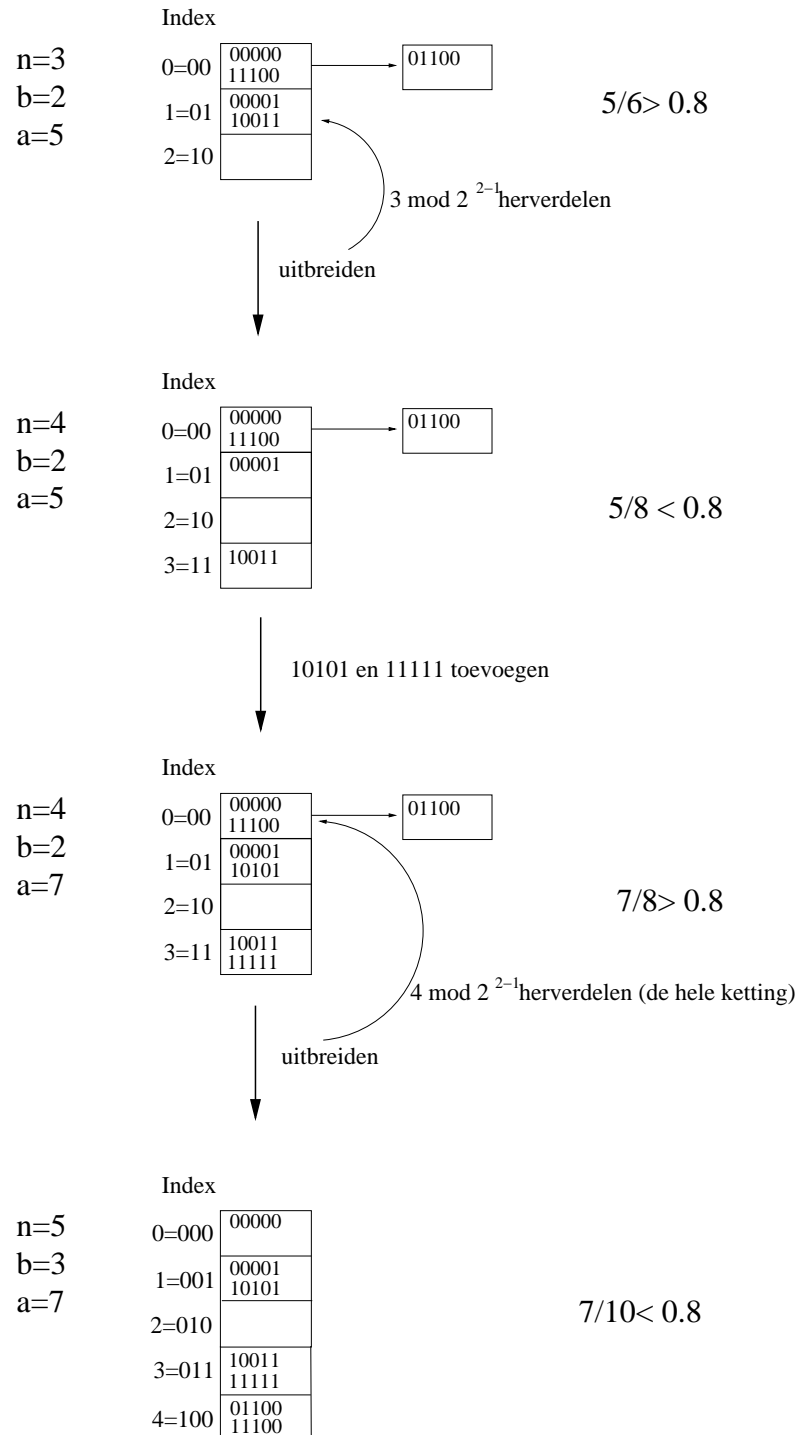 Index
n=3
b=2
a=5
0=00
00000
11100
01100
1=01
00001
10011
2=10
5/6> 0.8
3 mod 2 2−1 herverdelen
uitbreiden
Index
n=4
b=2
a=5
0=00
00000
11100
01100
1=01
00001
2=10
3=11
10011
5/8 < 0.8
10101 en 11111 toevoegen
Index
n=4
b=2
a=7
0=00
00000
11100
01100
1=01
00001
10101
2=10
3=11
10011
11111
7/8> 0.8
4 mod 2 2−1 herverdelen (de hele ketting)
uitbreiden
Index
n=5
b=3
a=7
0=000
00000
1=001
00001
10101
2=010
3=011
10011
11111
4=100
01100
11100
7/10< 0.8